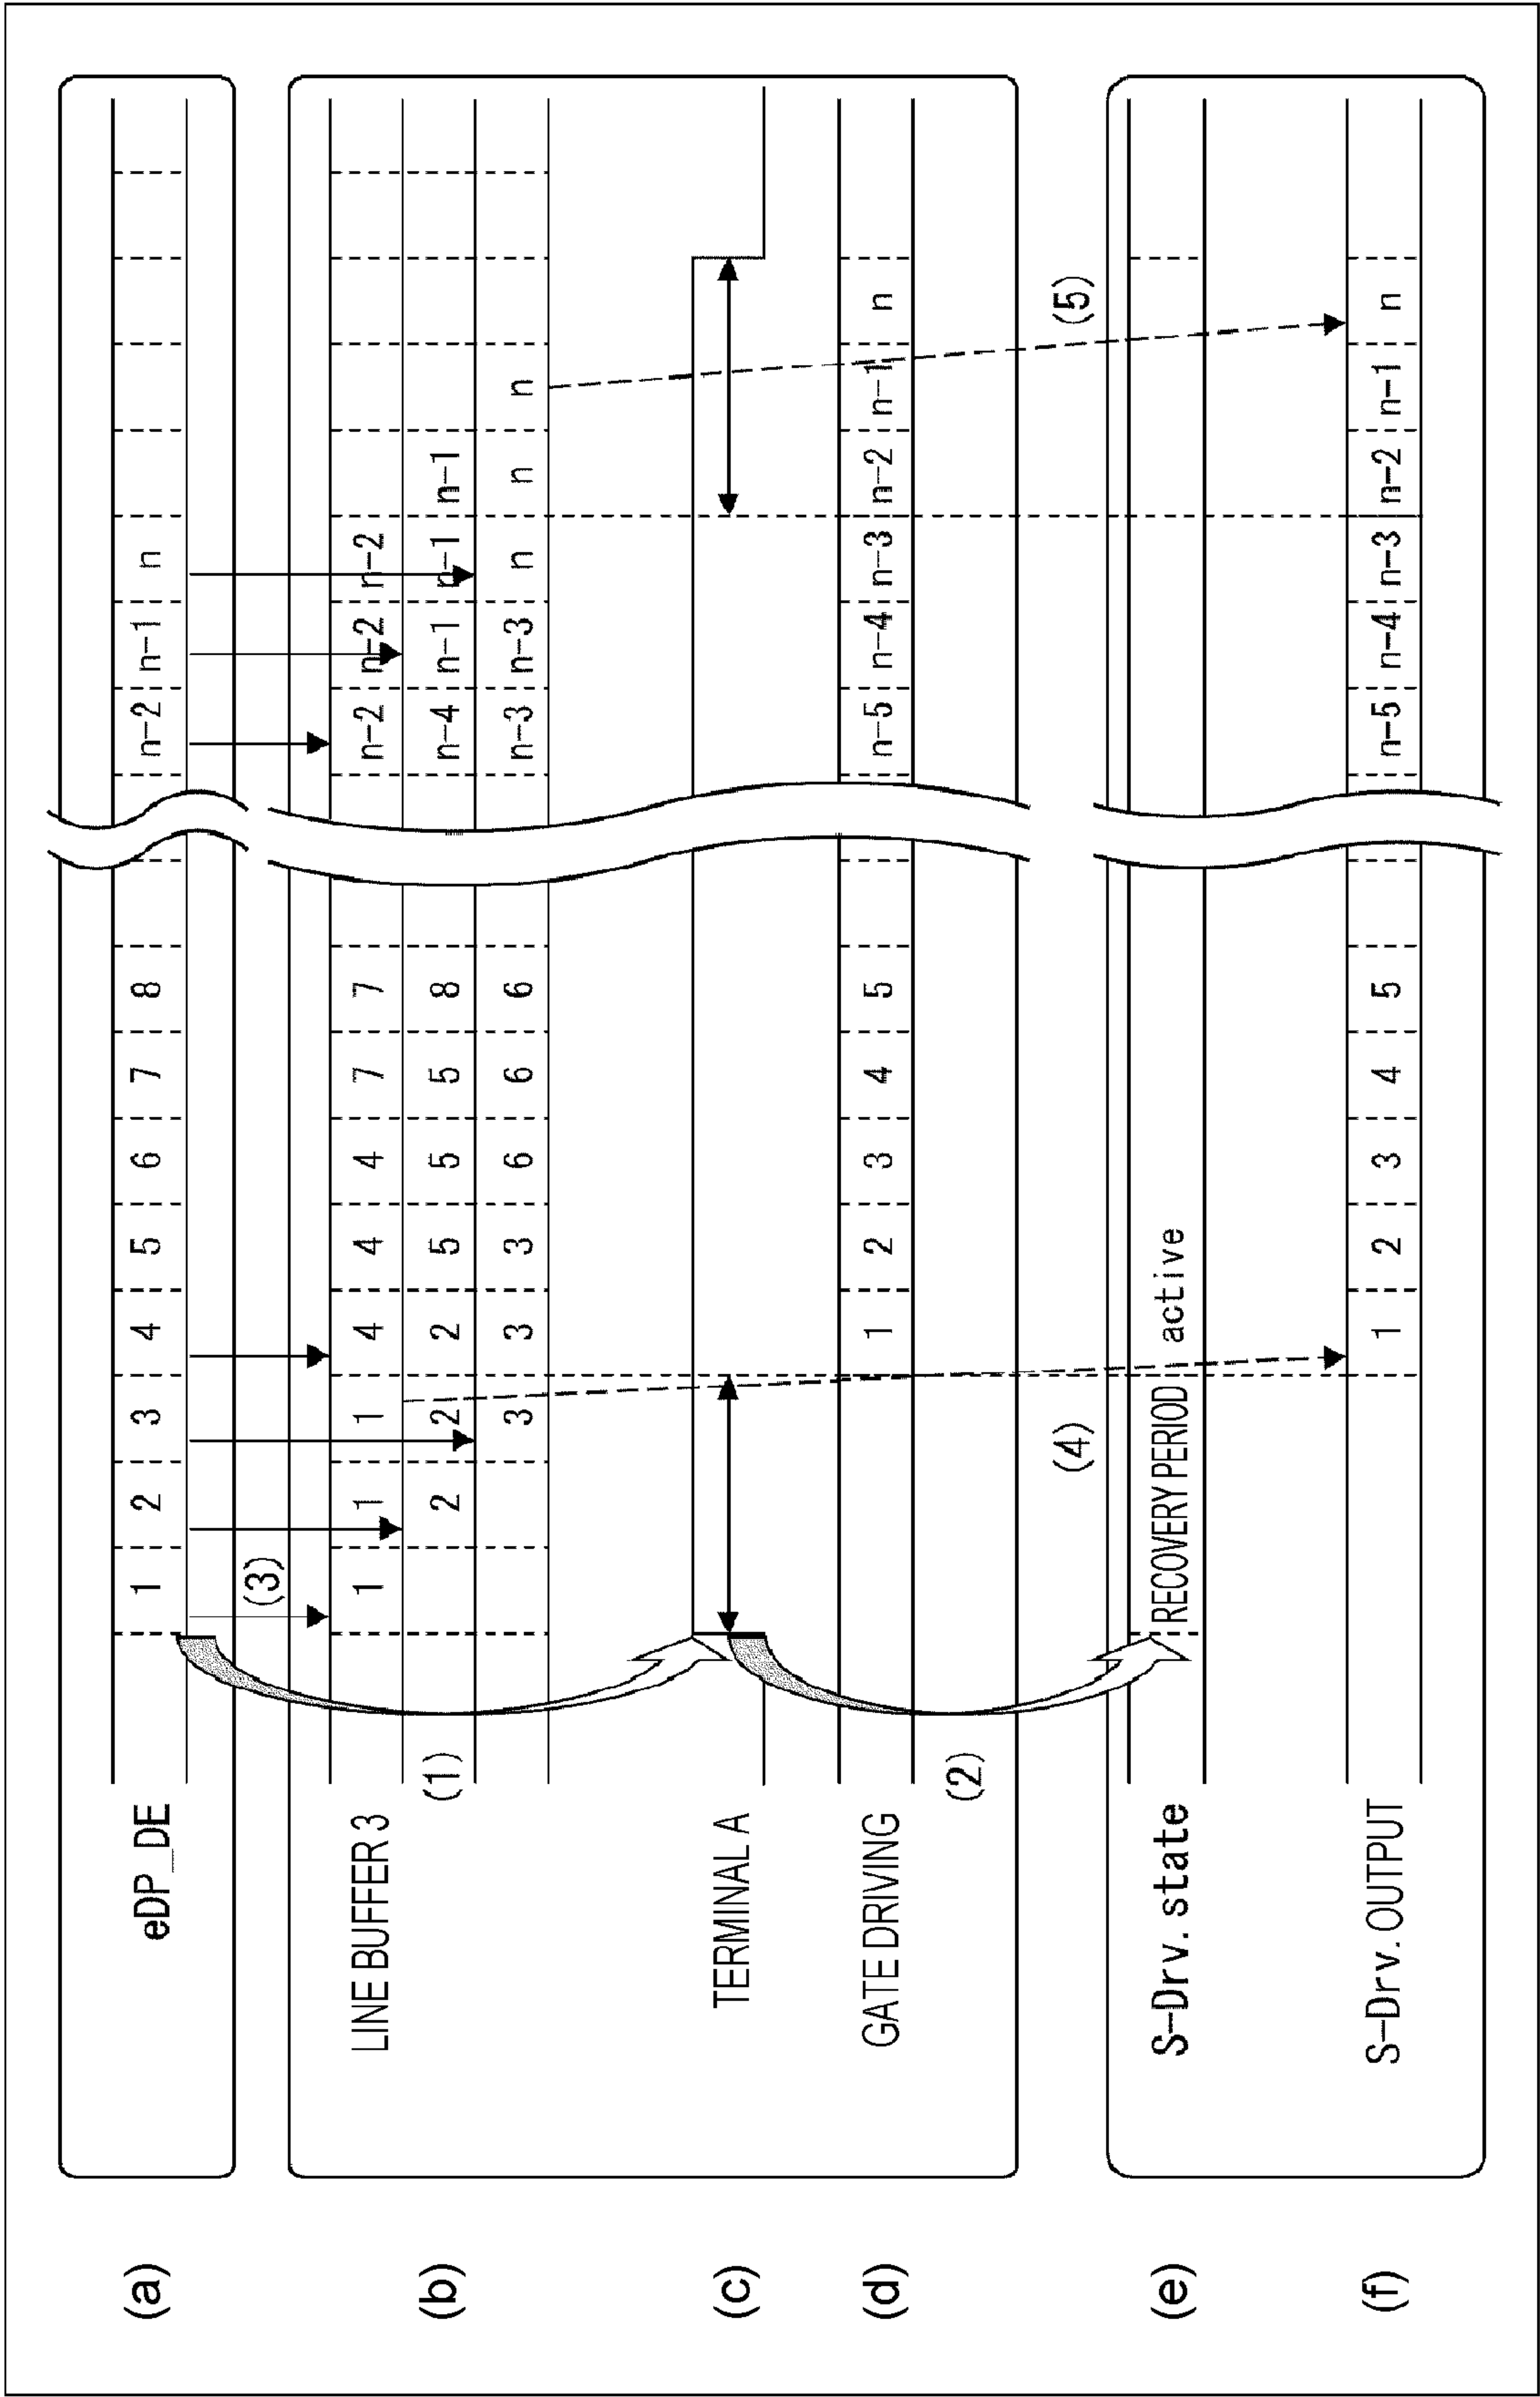 (a) eDP_DE 1 2 3 4 5 6 7 8 n-2 n-1 n
(3)
(b) LINE BUFFER 3
1 1 1 4 4 4 7 7 n-2 n-2 n-2
2 2 2 5 5 5 8 n-4 n-1 n-1 n-1
3 3 3 6 6 6 n-3 n-3 n n n
(1)
(c) TERMINAL A
(d) GATE DRIVING 1 2 3 4 5 n-5 n-4 n-3 n-2 n-1 n
(2)
(4)
(5)
(e) S-Drv.state RECOVERY PERIOD active
(f) S-Drv.OUTPUT 1 2 3 4 5 n-5 n-4 n-3 n-2 n-1 n